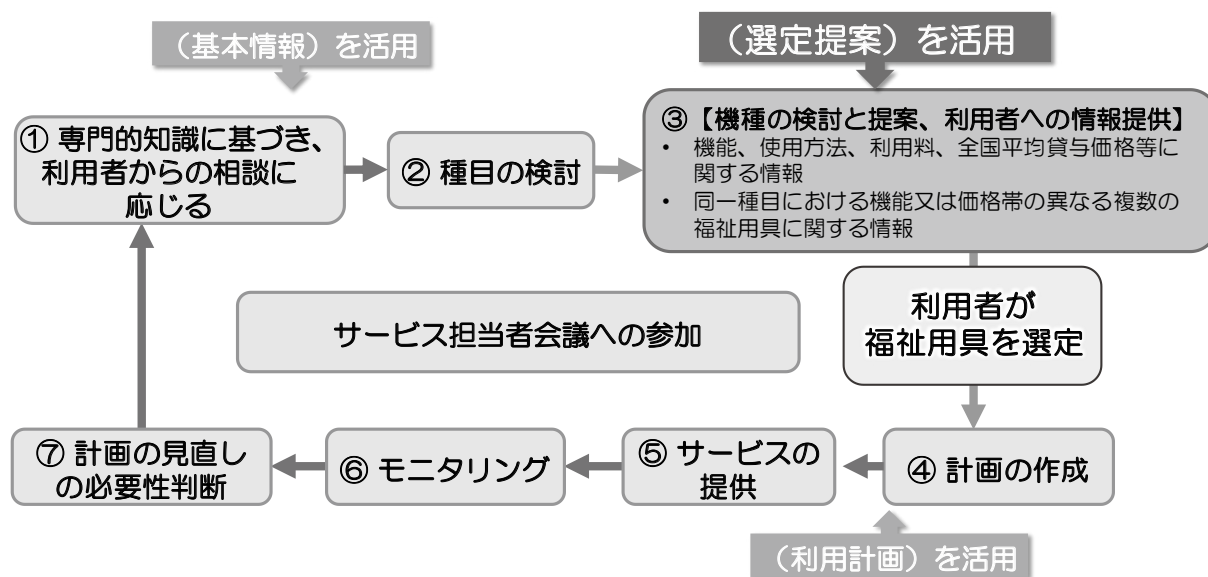 （基本情報）を活用
（選定提案）を活用
① 専門的知識に基づき、
利用者からの相談に
応じる
② 種目の検討
③ 【機種の検討と提案、利用者への情報提供】
• 機能、使用方法、利用料、全国平均貸与価格等に
関する情報
• 同一種目における機能又は価格帯の異なる複数の
福祉用具に関する情報
利用者が
福祉用具を選定
サービス担当者会議への参加
④ 計画の作成
⑤ サービスの
提供
⑥ モニタリング
⑦ 計画の見直し
の必要性判断
（利用計画）を活用